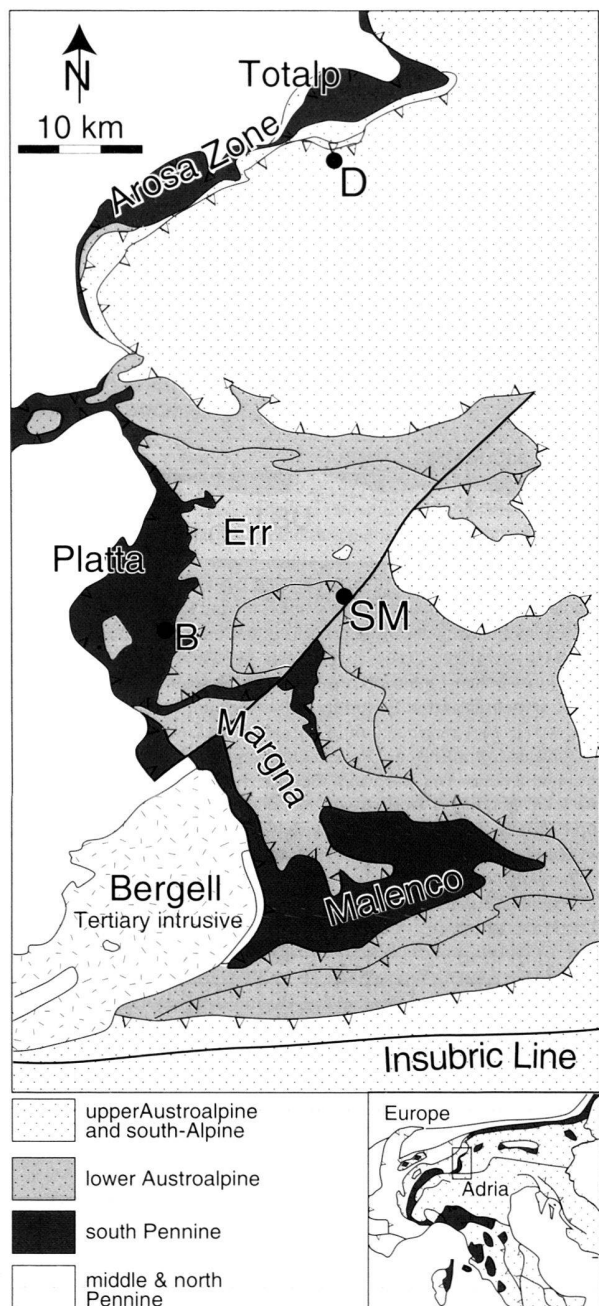 N
10 km
Totalp
Arosa Zone
D
Platta
Err
B
SM
Margna
Malenco
Bergell
Tertiary intrusive
Insubric Line
upperAustroalpine
and south-Alpine
lower Austroalpine
south Pennine
middle & north
Pennine
Europe
Adria